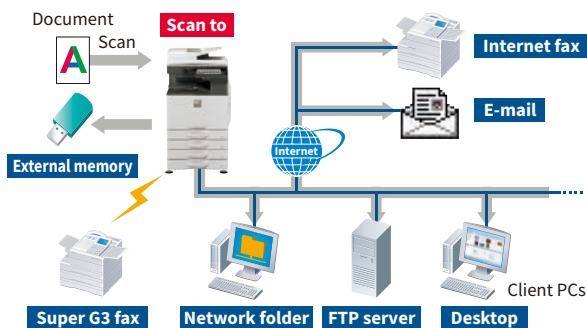 Document
Scan
A
Scan to
Internet fax
E-mail
Internet
External memory
Client PCs
Super G3 fax
Network folder
FTP server
Desktop